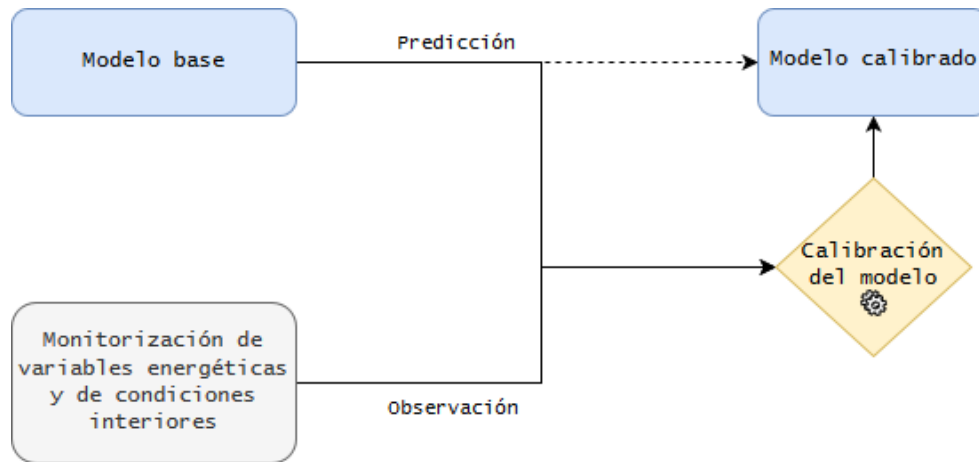 Modelo base
Predicción
Modelo calibrado
Calibración
del modelo
Monitorización de
variables energéticas
y de condiciones
interiores
Observación